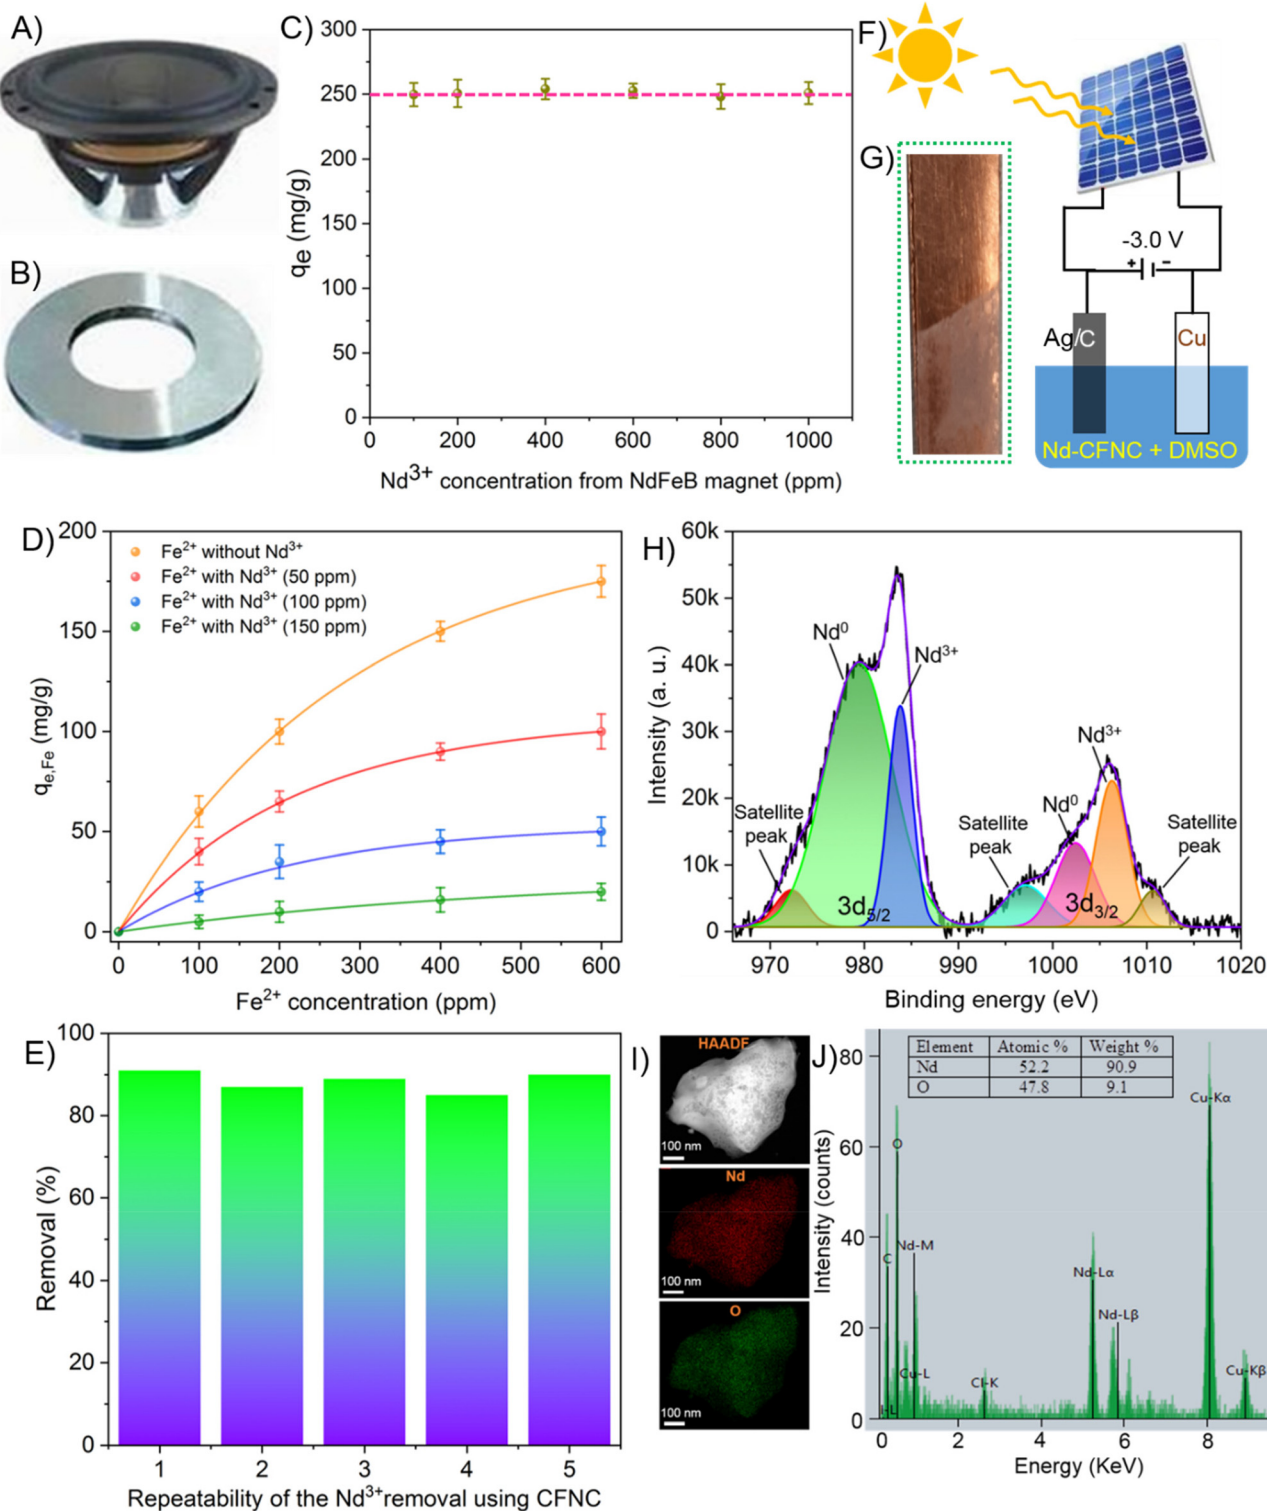 A)
B)
C)
300
250
200
150
100
50
0
qe (mg/g)
0 200 400 600 800 1000
Nd3+ concentration from NdFeB magnet (ppm)
F)
G)
-3.0 V
+ −
Ag/C
Cu
Nd-CFNC + DMSO
D)
200
150
100
50
0
qe,Fe (mg/g)
Fe2+ without Nd3+
Fe2+ with Nd3+ (50 ppm)
Fe2+ with Nd3+ (100 ppm)
Fe2+ with Nd3+ (150 ppm)
0 100 200 300 400 500 600
Fe2+ concentration (ppm)
H)
60k
50k
40k
30k
20k
10k
0
Intensity (a. u.)
Nd0
Nd3+
Satellite
peak
3d5/2
Satellite
peak
Nd0
Nd3+
3d3/2
Satellite
peak
970 980 990 1000 1010 1020
Binding energy (eV)
E)
100
80
60
40
20
0
Removal (%)
1 2 3 4 5
Repeatability of the Nd3+removal using CFNC
I)
HAADF
100 nm
Nd
100 nm
O
100 nm
J)
80
60
40
20
0
Intensity (counts)
Element Atomic % Weight %
Nd 52.2 90.9
O 47.8 9.1
C
O
Nd-M
Cu-L
Cl-K
Nd-Lα
Nd-Lβ
Cu-Kα
Cu-Kβ
0 2 4 6 8
Energy (KeV)